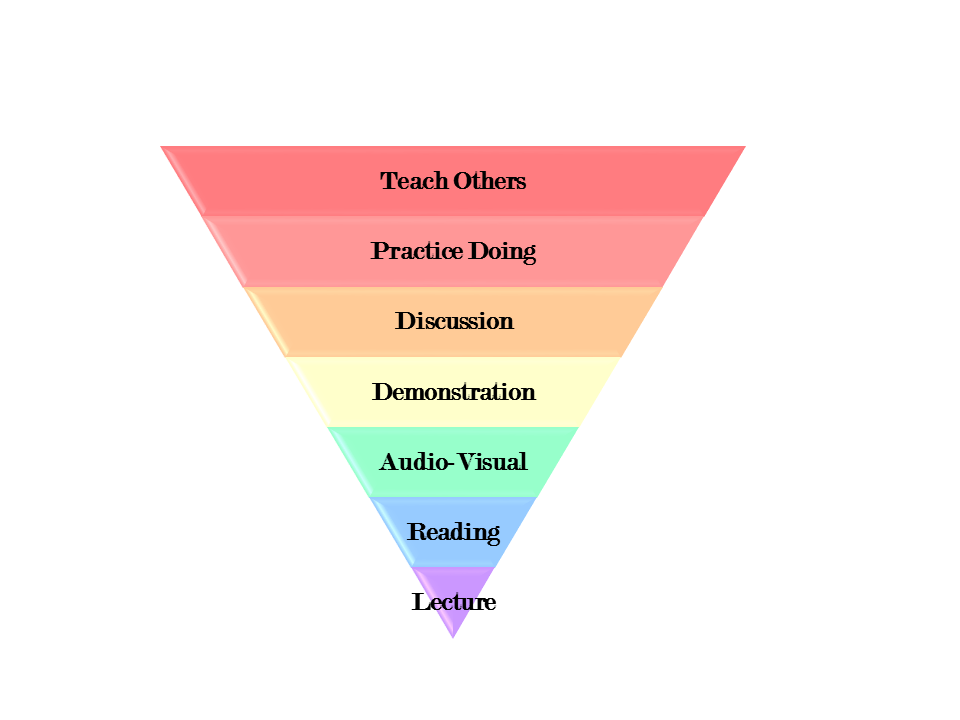 Teach Others
Practice Doing
Discussion
Demonstration
Audio-Visual
Reading
Lecture